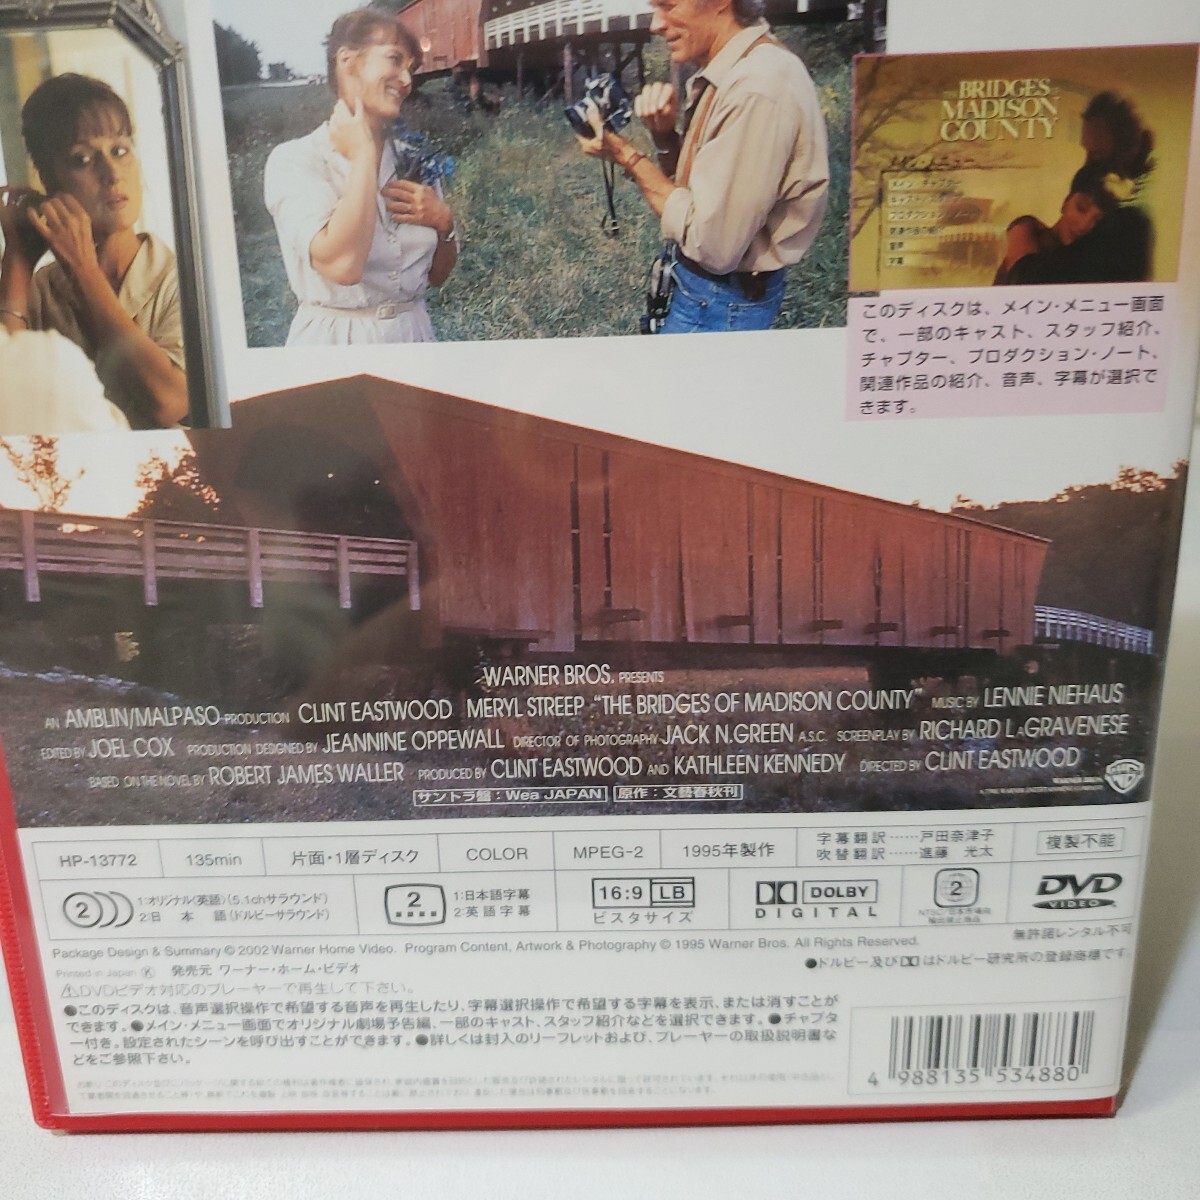 BRIDGES
MADISON
COUNTY
メイン・メニュー
音声
字幕
このディスクは、メイン・メニュー画面
で、一部のキャスト、スタッフ紹介、
チャプター、プロダクション・ノート、
関連作品の紹介、音声、字幕が選択で
きます。
WARNER BROS. PRESENTS
AN AMBLIN/MALPASO PRODUCTION CLINT EASTWOOD MERYL STREEP "THE BRIDGES OF MADISON COUNTY" MUSIC BY LENNIE NIEHAUS
EDITED BY JOEL COX PRODUCTION DESIGNED BY JEANNINE OPPEWALL DIRECTOR OF PHOTOGRAPHY JACK N.GREEN A.S.C. SCREENPLAY BY RICHARD LAGRAVENESE
BASED ON THE NOVEL BY ROBERT JAMES WALLER PRODUCED BY CLINT EASTWOOD AND KATHLEEN KENNEDY DIRECTED BY CLINT EASTWOOD
サントラ盤：Wea JAPAN 原作：文藝春秋刊
HP-13772 135min 片面・1層ディスク COLOR MPEG-2 1995年製作
字幕翻訳……戸田奈津子
吹替翻訳……進藤 光太
複製不能
2 1:オリジナル(英語)(5.1chサラウンド)
2:日本語(ドルビーサラウンド)
2 1:日本語字幕
2:英語字幕
16:9 LB
ビスタサイズ
DOLBY
DIGITAL
2
NTSC/日本市場向
輸出禁止商品
DVD
VIDEO
無許諾レンタル不可
Package Design & Summary © 2002 Warner Home Video. Program Content, Artwork & Photography © 1995 Warner Bros. All Rights Reserved.
Printed in Japan Ⓚ 発売元 ワーナー・ホーム・ビデオ
●ドルビー及びはドルビー研究所の登録商標です。
⚠DVDビデオ対応のプレーヤーで再生して下さい。
●このディスクは、音声選択操作で希望する音声を再生したり、字幕選択操作で希望する字幕を表示、または消すことが
できます。●メイン・メニュー画面でオリジナル劇場予告編、一部のキャスト、スタッフ紹介などを選択できます。●チャプタ
ー付き。設定されたシーンを呼び出すことができます。●詳しくは封入のリーフレットおよび、プレーヤーの取扱説明書な
どをご参照下さい。
4 988135 534880